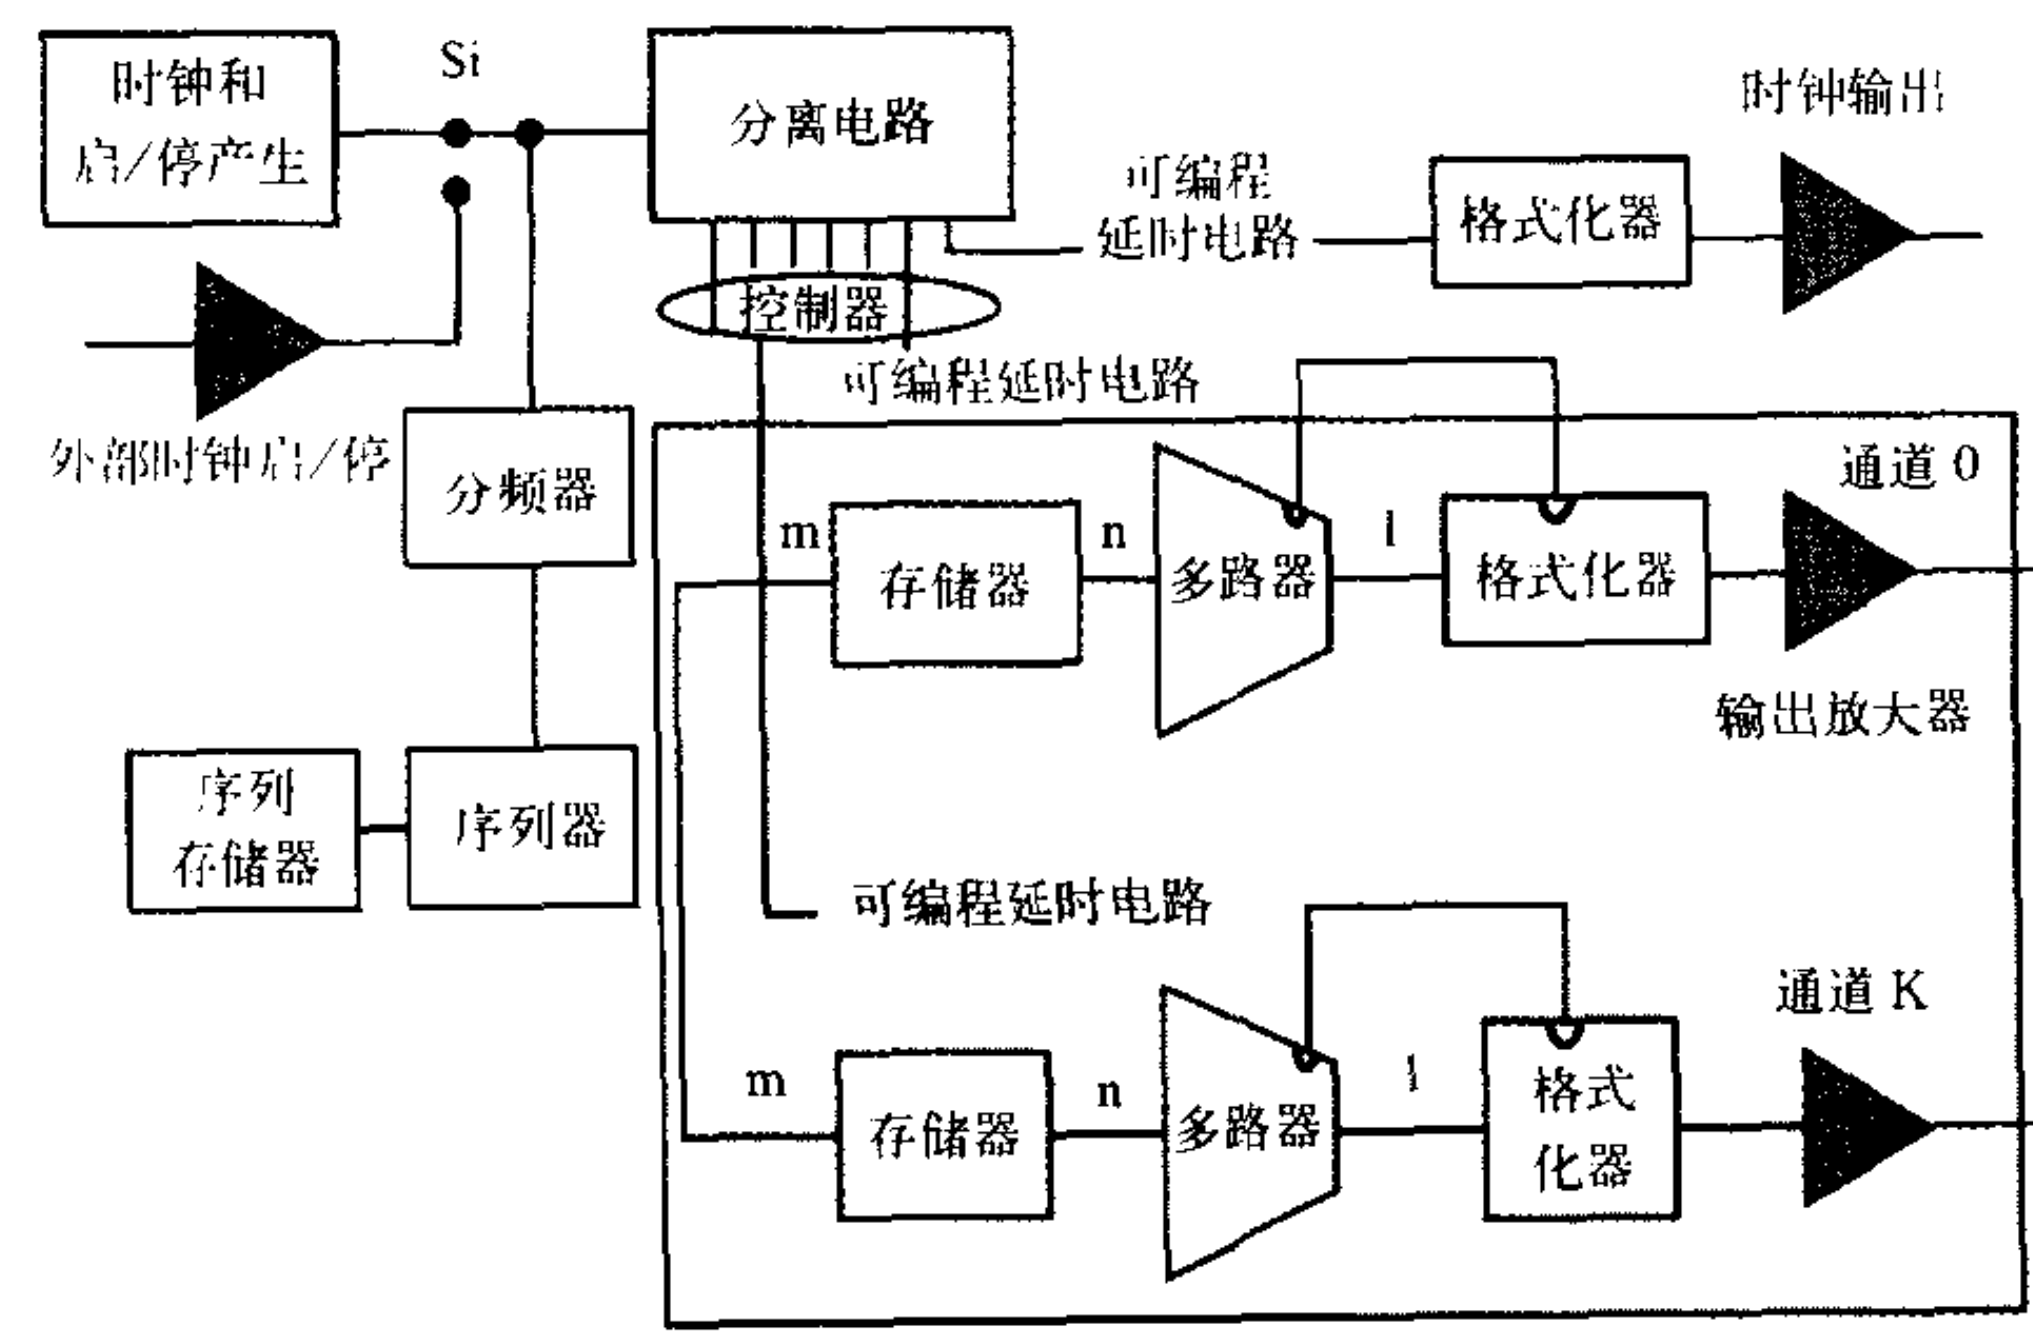 时钟和
启/停产生
Si
分离电路
时钟输出
可编程
延时电路
格式化器
控制器
外部时钟启/停
可编程延时电路
分频器
通道 0
m
存储器
n
多路器
1
格式化器
输出放大器
序列
存储器
序列器
可编程延时电路
通道 K
m
存储器
n
多路器
1
格式
化器